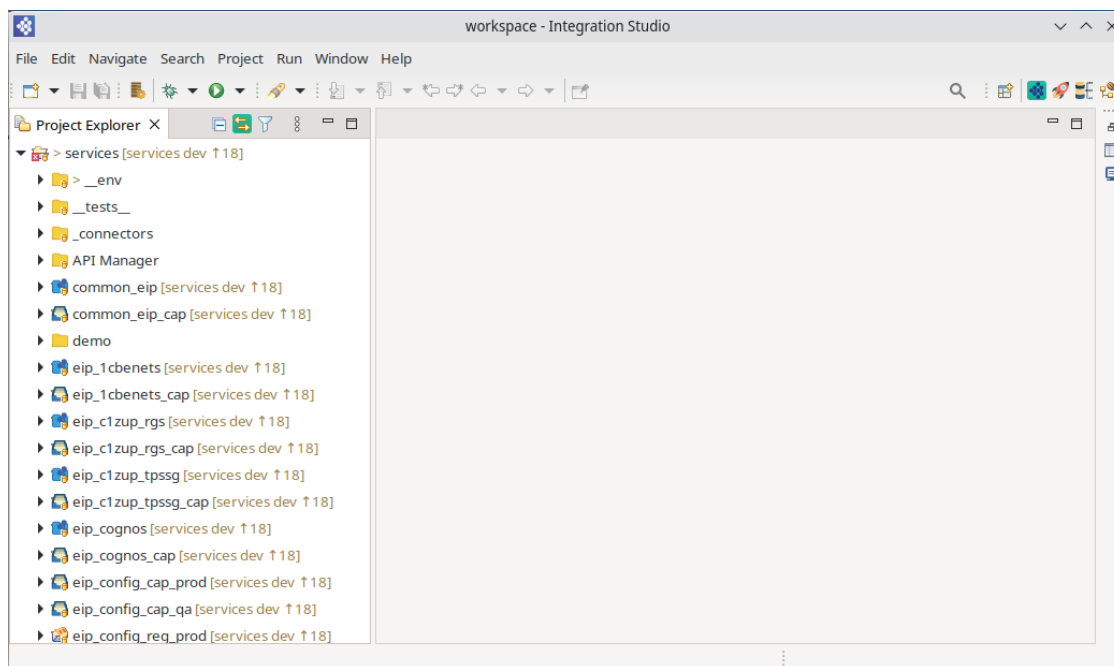 workspace - Integration Studio
File Edit Navigate Search Project Run Window Help
Project Explorer
> services [services dev ↑18]
> __env
__tests__
_connectors
API Manager
common_eip [services dev ↑18]
common_eip_cap [services dev ↑18]
demo
eip_1cbenets [services dev ↑18]
eip_1cbenets_cap [services dev ↑18]
eip_c1zup_rgs [services dev ↑18]
eip_c1zup_rgs_cap [services dev ↑18]
eip_c1zup_tpssg [services dev ↑18]
eip_c1zup_tpssg_cap [services dev ↑18]
eip_cognos [services dev ↑18]
eip_cognos_cap [services dev ↑18]
eip_config_cap_prod [services dev ↑18]
eip_config_cap_qa [services dev ↑18]
eip_config_reg_prod [services dev ↑18]